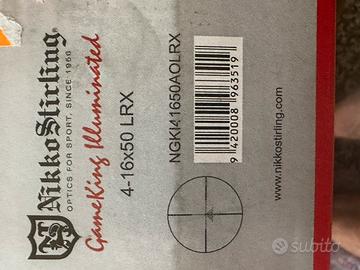 NikkoStirling
OPTICS FOR SPORT, SINCE 1956
GameKing Illuminated
4-16x50 LRX
NGKI41650AOLRX
9 420008 963519
www.nikkostirling.com
subito